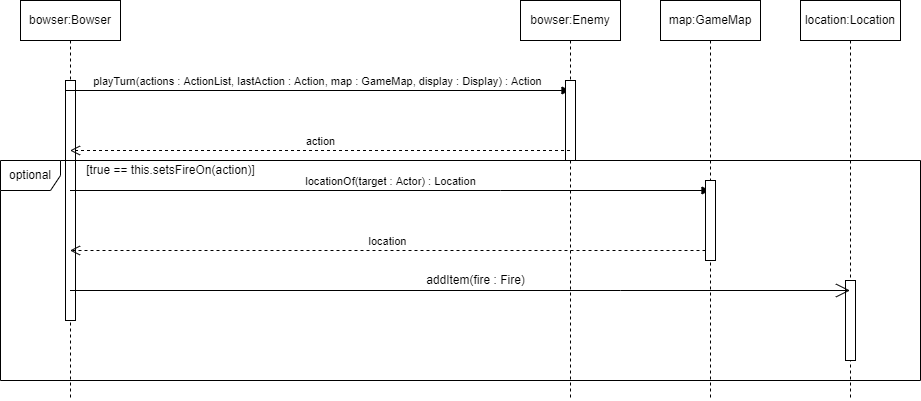 bowser:Bowser
bowser:Enemy
map:GameMap
location:Location
playTurn(actions : ActionList, lastAction : Action, map : GameMap, display : Display) : Action
action
optional
[true == this.setsFireOn(action)]
locationOf(target : Actor) : Location
location
addItem(fire : Fire)